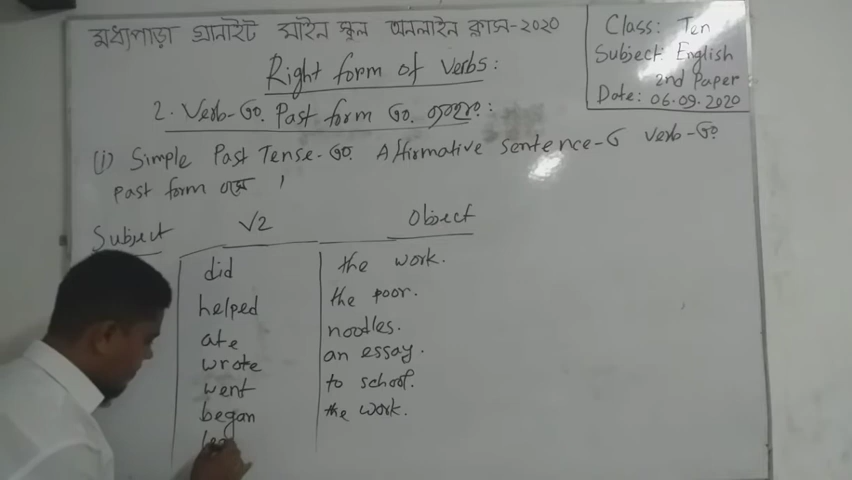 মধ্যপাড়া গ্রানাইট মাইন স্কুল অনলাইন ক্লাস-২০২০
Class: Ten
Subject: English
2nd Paper
Date: 06.09.2020
Right form of Verbs:
2. Verb-এর Past form এর ব্যবহারঃ
(i) Simple Past Tense-এর Affirmative sentence-এ verb-এর
past form বসে ।
Subject V2 Object
did the work.
helped the poor.
ate noodles.
wrote an essay.
went to school.
began the work.